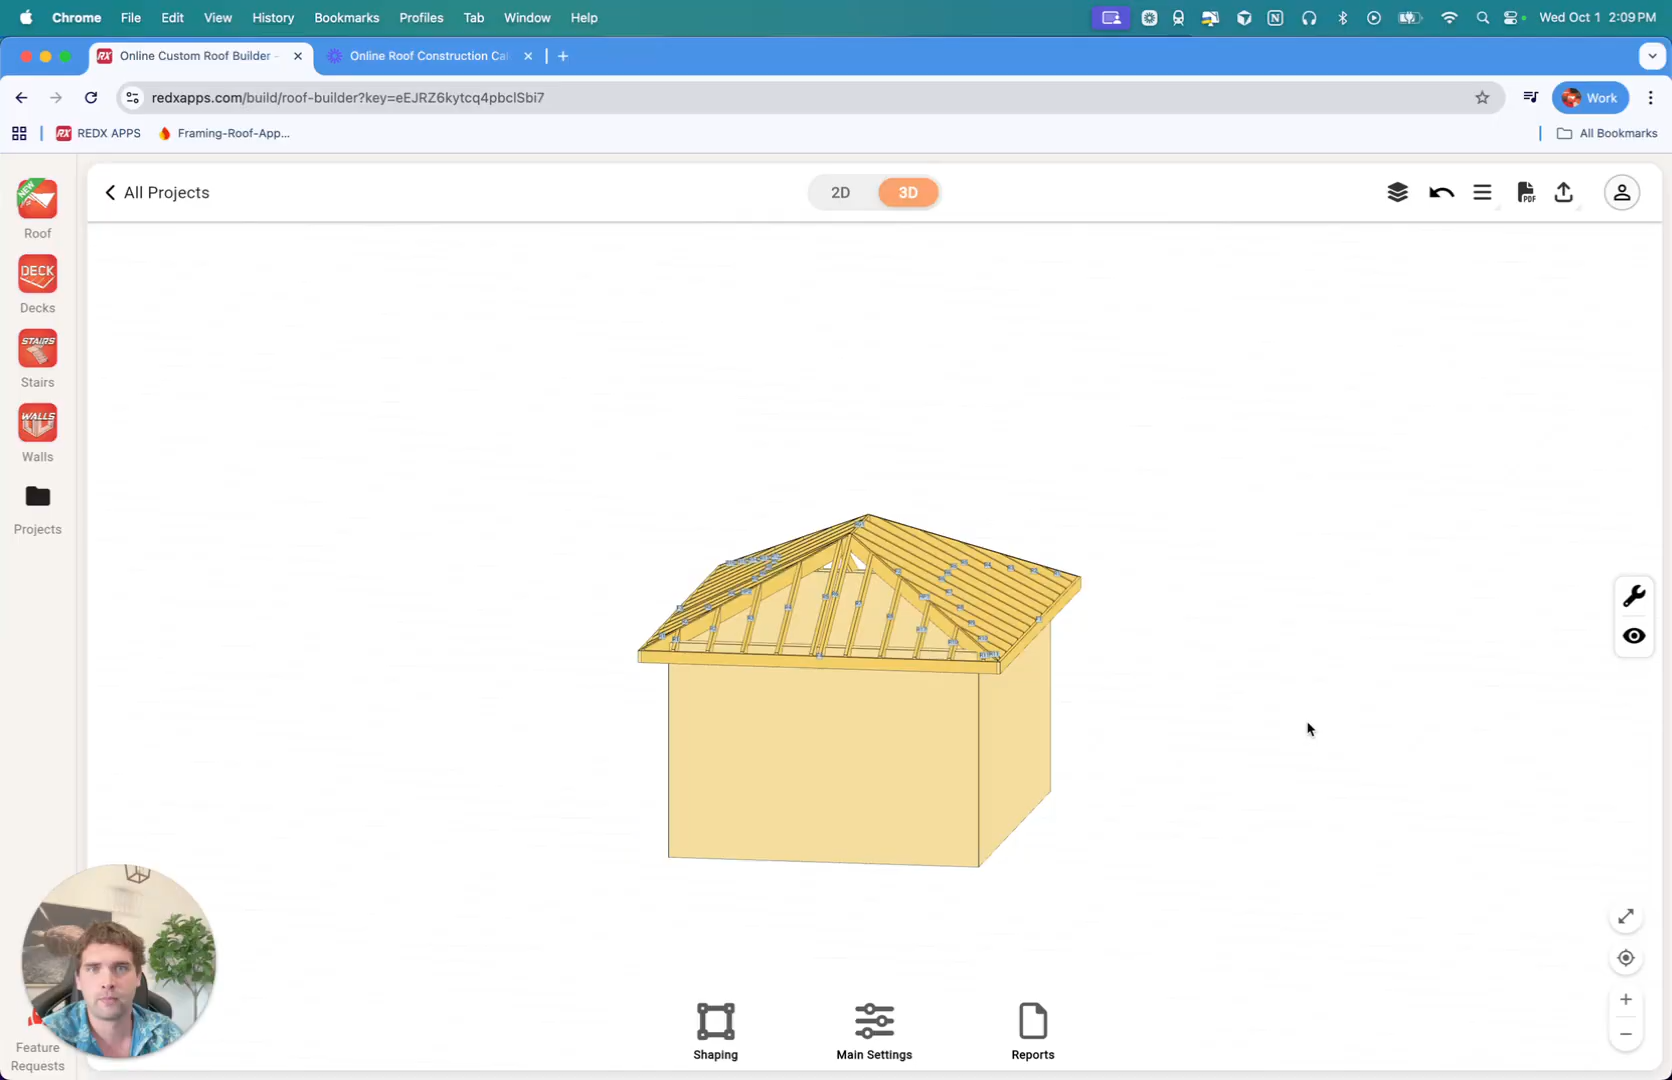 Chrome File Edit View History Bookmarks Profiles Tab Window Help Wed Oct 1 2:09 PM
Online Custom Roof Builder - Online Roof Construction Ca
redxapps.com/build/roof-builder?key=eEJRZ6kytcq4pbclSbi7 Work
RX REDX APPS Framing-Roof-App... All Bookmarks
All Projects 2D 3D PDF
NEW
Roof
DECK
Decks
STAIRS
Stairs
WALLS
Walls
Projects
Shaping Main Settings Reports
Feature
Requests